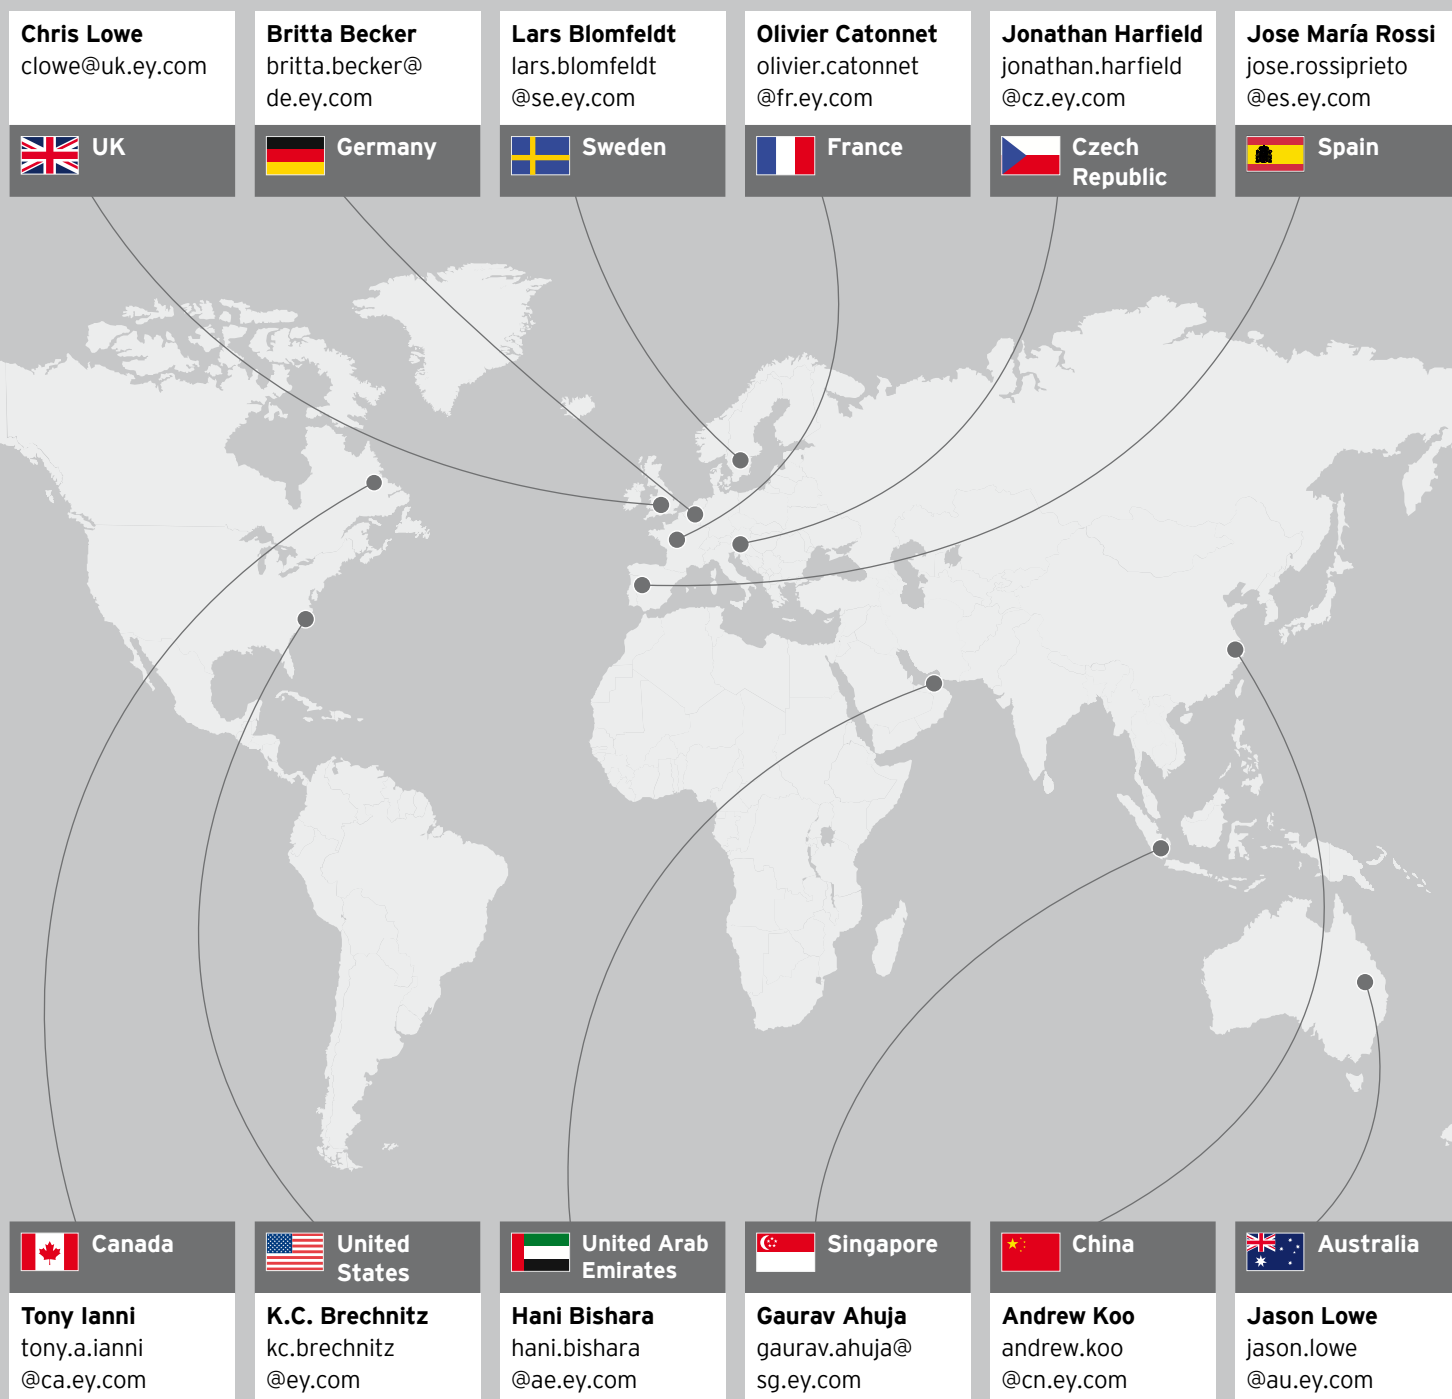 Chris Lowe
clowe@uk.ey.com
UK
Britta Becker
britta.becker@
de.ey.com
Germany
Lars Blomfeldt
lars.blomfeldt
@se.ey.com
Sweden
Olivier Catonnet
olivier.catonnet
@fr.ey.com
France
Jonathan Harfield
jonathan.harfield
@cz.ey.com
Czech
Republic
Jose María Rossi
jose.rossiprieto
@es.ey.com
Spain
Canada
Tony Ianni
tony.a.ianni
@ca.ey.com
United
States
K.C. Brechnitz
kc.brechnitz
@ey.com
United Arab
Emirates
Hani Bishara
hani.bishara
@ae.ey.com
Singapore
Gaurav Ahuja
gaurav.ahuja@
sg.ey.com
China
Andrew Koo
andrew.koo
@cn.ey.com
Australia
Jason Lowe
jason.lowe
@au.ey.com